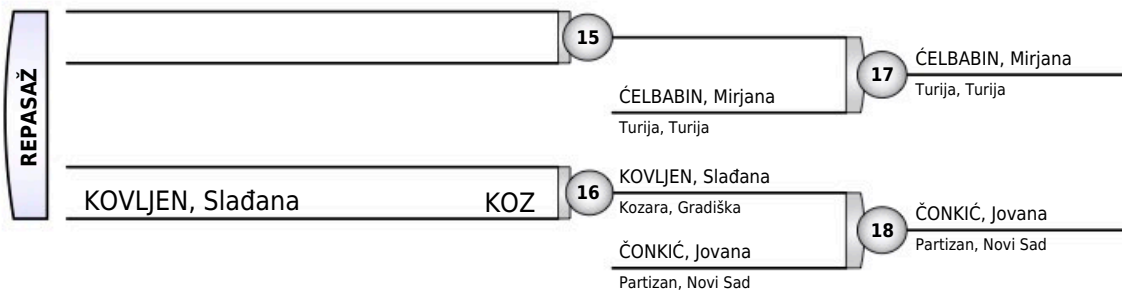 REPASAŽ
15
ĆELBABIN, Mirjana
Turija, Turija
17
ĆELBABIN, Mirjana
Turija, Turija
KOVLJEN, Slađana KOZ
16
KOVLJEN, Slađana
Kozara, Gradiška
ČONKIĆ, Jovana
Partizan, Novi Sad
18
ČONKIĆ, Jovana
Partizan, Novi Sad